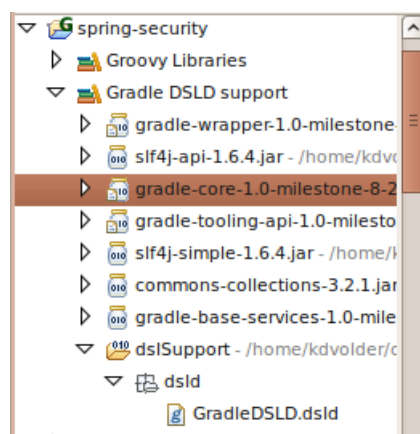 spring-security
Groovy Libraries
Gradle DSLD support
gradle-wrapper-1.0-milestone-
slf4j-api-1.6.4.jar - /home/kdvo
gradle-core-1.0-milestone-8-2
gradle-tooling-api-1.0-milesto
slf4j-simple-1.6.4.jar - /home/k
commons-collections-3.2.1.jar
gradle-base-services-1.0-mile
dslSupport - /home/kdvolder/c
dsld
GradleDSLD.dsld